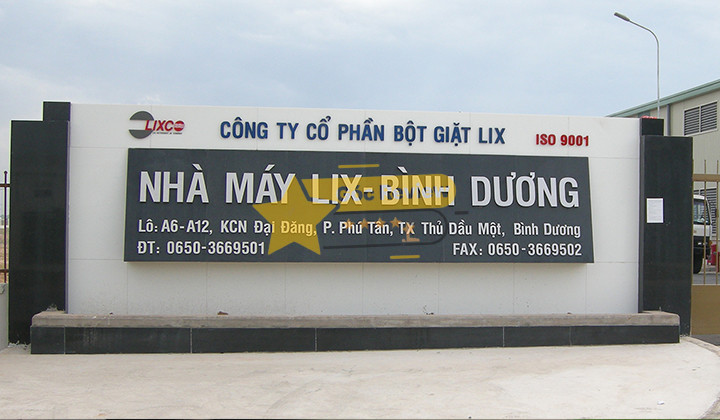 LIXCO
CÔNG TY CỔ PHẦN BỘT GIẶT LIX
ISO 9001
NHÀ MÁY LIX-BÌNH DƯƠNG
Lô: A6-A12, KCN Đại Đăng, P. Phú Tân, TX Thủ Dầu Một, Bình Dương
ĐT: 0650-3669501
FAX: 0650-3669502